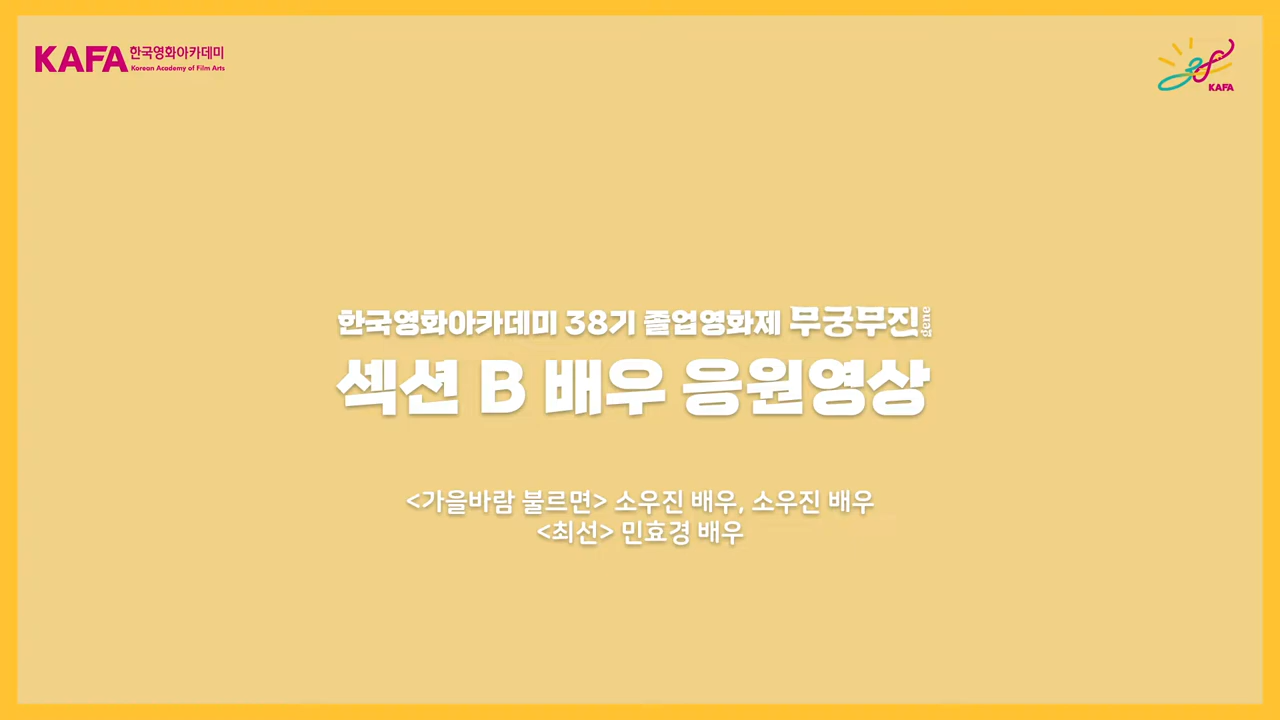 KAFA 한국영화아카데미
Korean Academy of Film Arts
38 KAFA
한국영화아카데미 38기 졸업영화제 무궁무진 gene
섹션 B 배우 응원영상
<가을바람 불르면> 소우진 배우, 소우진 배우
<최선> 민효경 배우